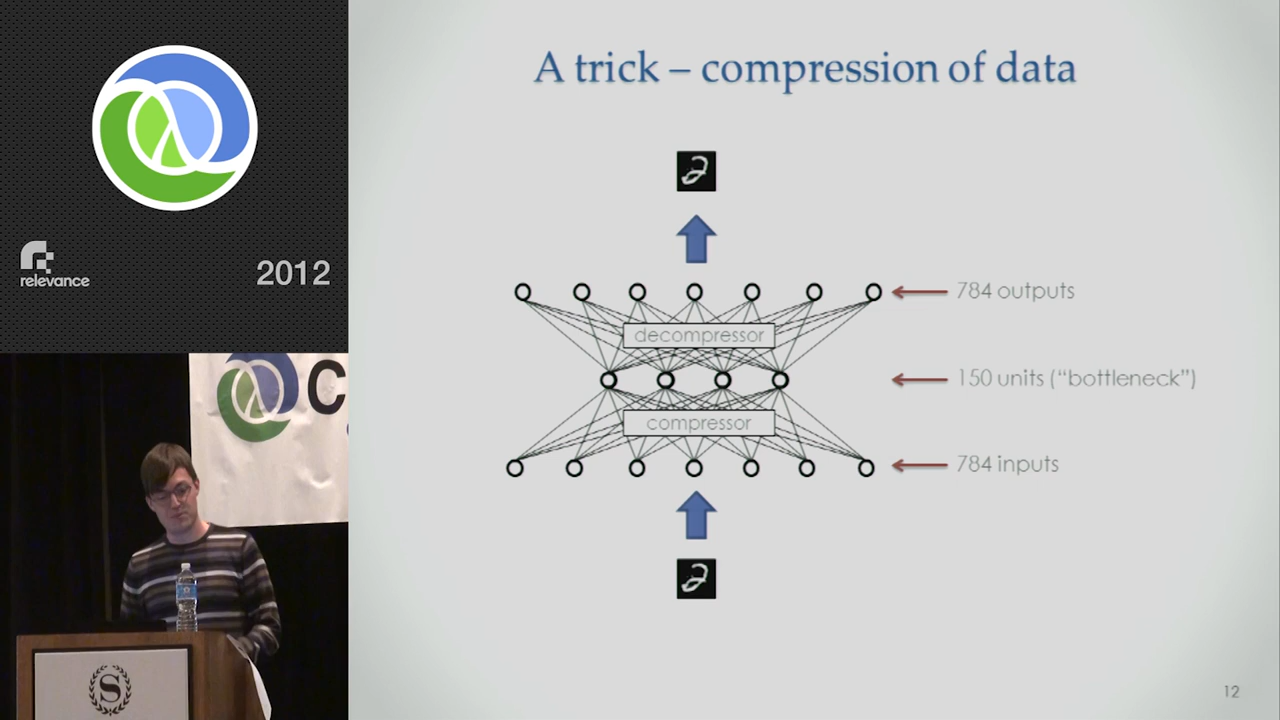 relevance
2012
C
S
A trick – compression of data
784 outputs
decompressor
150 units (“bottleneck”)
compressor
784 inputs
12